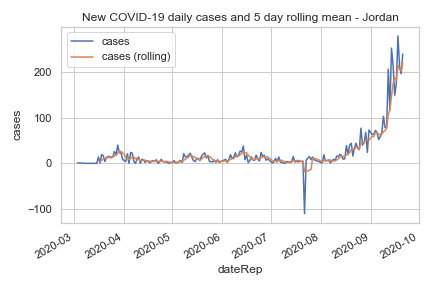 New COVID-19 daily cases and 5 day rolling mean - Jordan
cases
cases (rolling)
cases
200
100
0
−100
2020-03
2020-04
2020-05
2020-06
2020-07
2020-08
2020-09
2020-10
dateRep